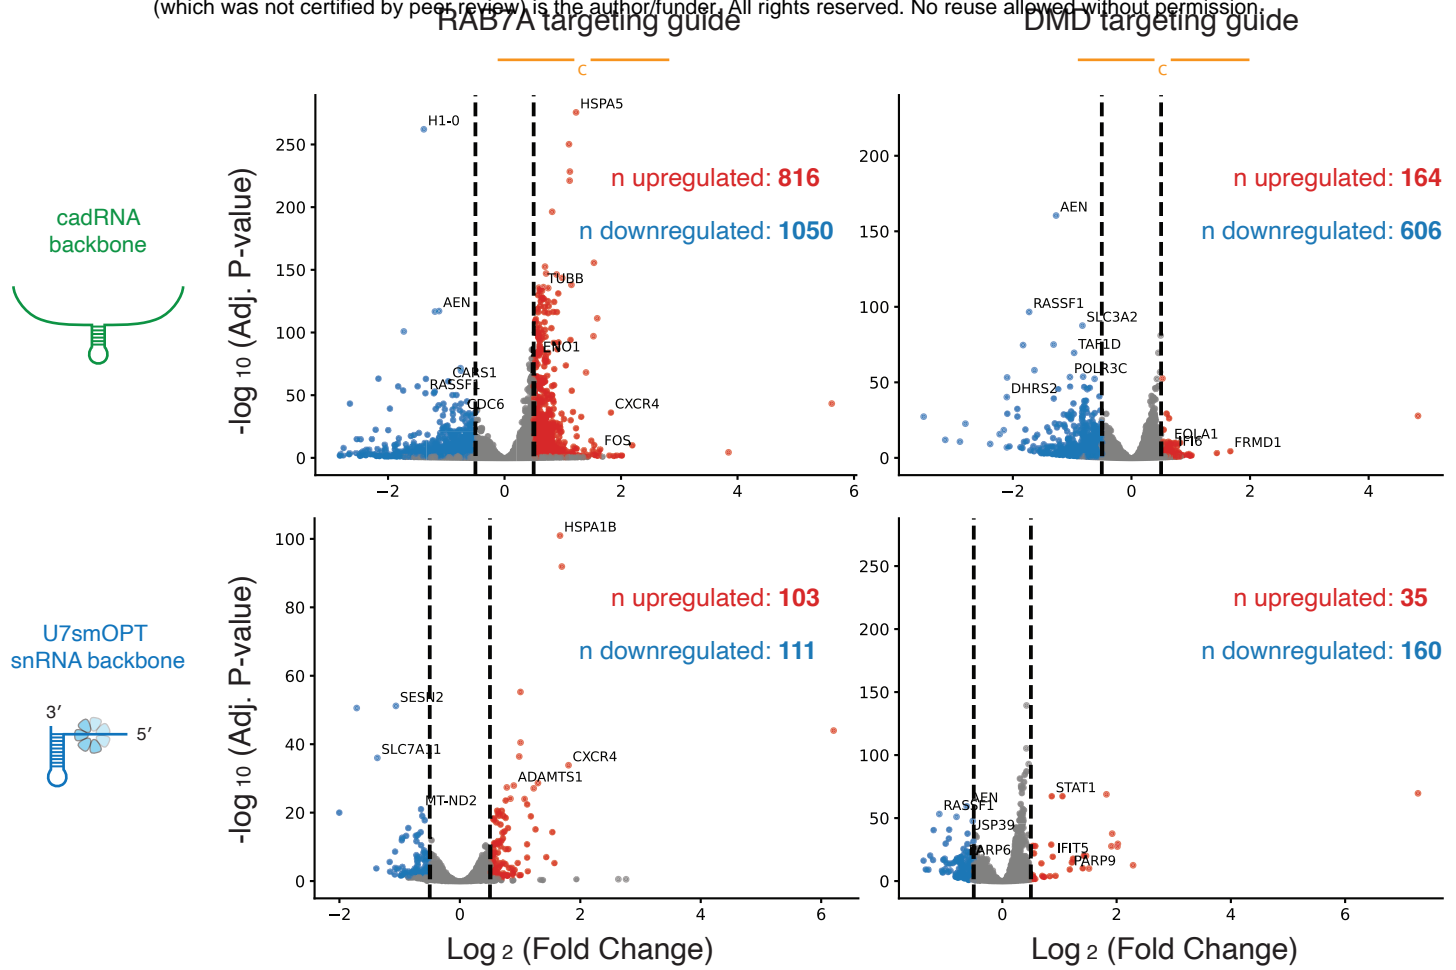 (which was not certified by peer review) is the author/funder. All rights reserved. No reuse allowed without permission.
RAB7A targeting guide
DMD targeting guide
C
C
cadRNA
backbone
-log 10 (Adj. P-value)
250
200
150
100
50
0
−2
0
2
4
6
H1-0
HSPA5
n upregulated: 816
n downregulated: 1050
TUBB
AEN
ENO1
CARS1
RASSF1
CDC6
CXCR4
FOS
200
150
100
50
0
−2
0
2
4
n upregulated: 164
AEN
n downregulated: 606
RASSF1
SLC3A2
TAF1D
POLR3C
DHRS2
EOLA1
IFI6
FRMD1
U7smOPT
snRNA backbone
3′
5′
-log 10 (Adj. P-value)
100
80
60
40
20
0
−2
0
2
4
6
HSPA1B
n upregulated: 103
n downregulated: 111
SESN2
SLC7A11
CXCR4
ADAMTS1
MT-ND2
Log 2 (Fold Change)
250
200
150
100
50
0
0
2
4
6
n upregulated: 35
n downregulated: 160
STAT1
AEN
RASSF1
USP39
PARP6
IFIT5
PARP9
Log 2 (Fold Change)